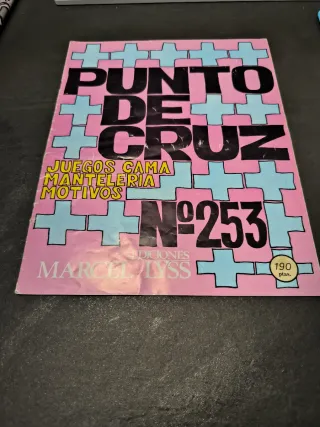 PUNTO
DE
CRUZ
JUEGOS CAMA
MANTELERIA
MOTIVOS
Nº253
EDICIONES
MARCEL LYSS
190
ptas.